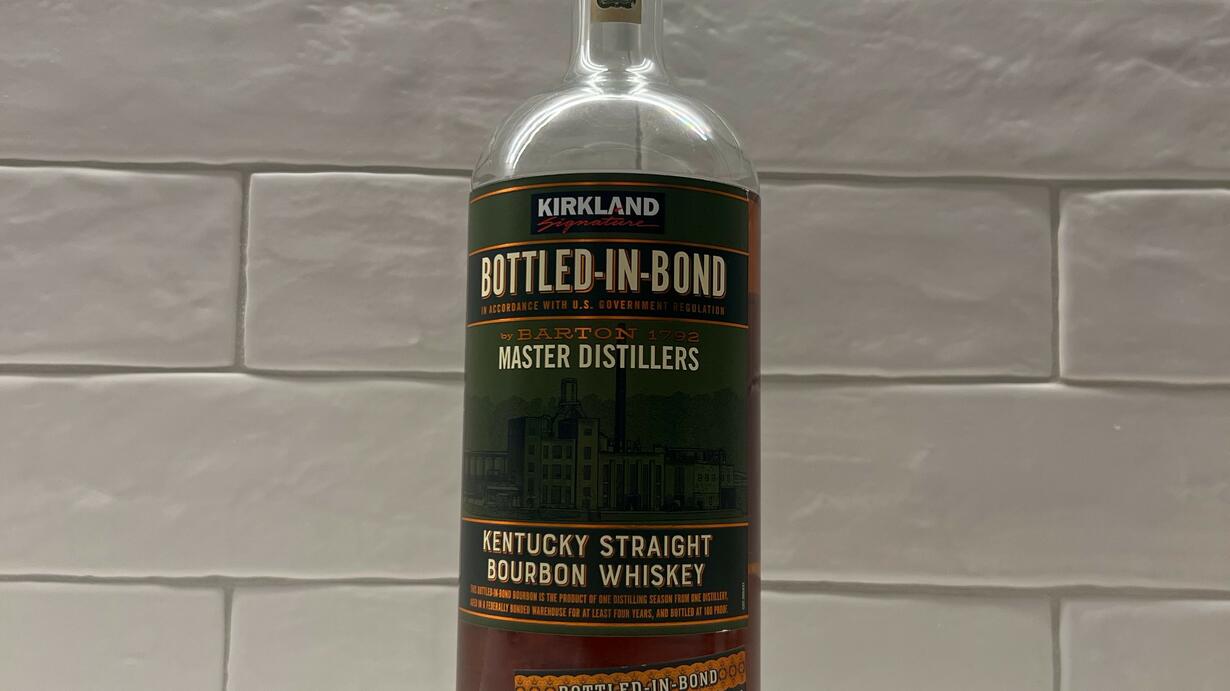 KIRKLAND
Signature
BOTTLED-IN-BOND
IN ACCORDANCE WITH U.S. GOVERNMENT REGULATION
by BARTON 1792
MASTER DISTILLERS
KENTUCKY STRAIGHT
BOURBON WHISKEY
THIS BOTTLED-IN-BOND BOURBON IS THE PRODUCT OF ONE DISTILLING SEASON FROM ONE DISTILLERY,
AGED IN A FEDERALLY BONDED WAREHOUSE FOR AT LEAST FOUR YEARS, AND BOTTLED AT 100 PROOF.
BOTTLED-IN-BOND